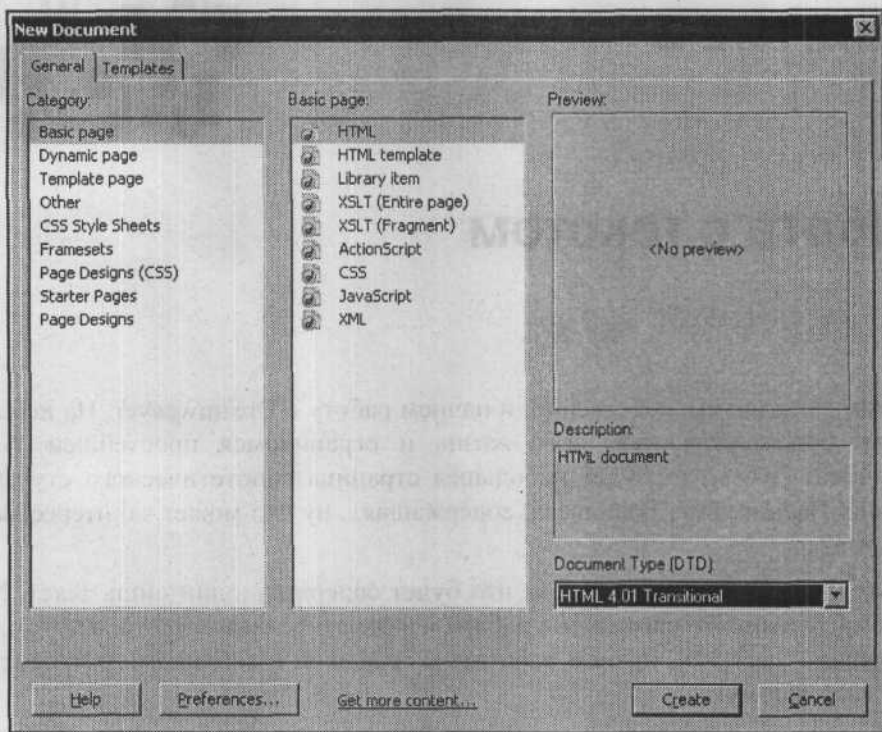 New Document
General
Templates
Category:
Basic page
Dynamic page
Template page
Other
CSS Style Sheets
Framesets
Page Designs (CSS)
Starter Pages
Page Designs
Basic page:
HTML
HTML template
Library item
XSLT (Entire page)
XSLT (Fragment)
ActionScript
CSS
JavaScript
XML
Preview:
<No preview>
Description:
HTML document
Document Type (DTD)
HTML 4.01 Transitional
Help
Preferences...
Get more content...
Create
Cancel